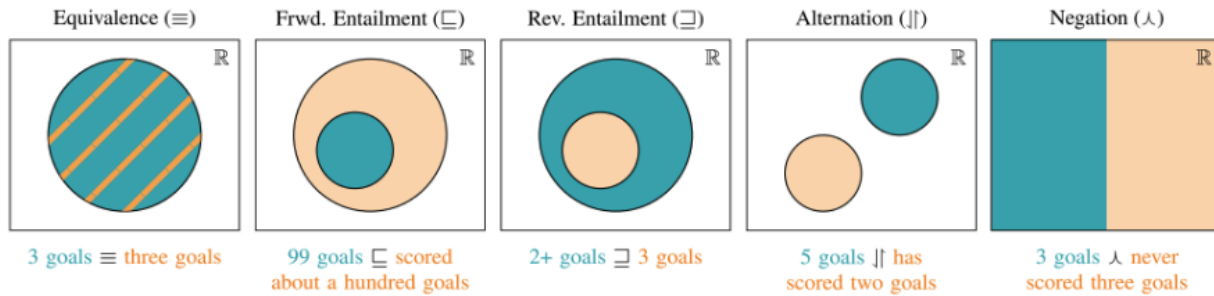 Equivalence (≡)
Frwd. Entailment (⊑)
Rev. Entailment (⊒)
Alternation (⥯)
Negation (⋏)
ℝ
ℝ
ℝ
ℝ
ℝ
3 goals ≡ three goals
99 goals ⊑ scored
about a hundred goals
2+ goals ⊒ 3 goals
5 goals ⥯ has
scored two goals
3 goals ⋏ never
scored three goals